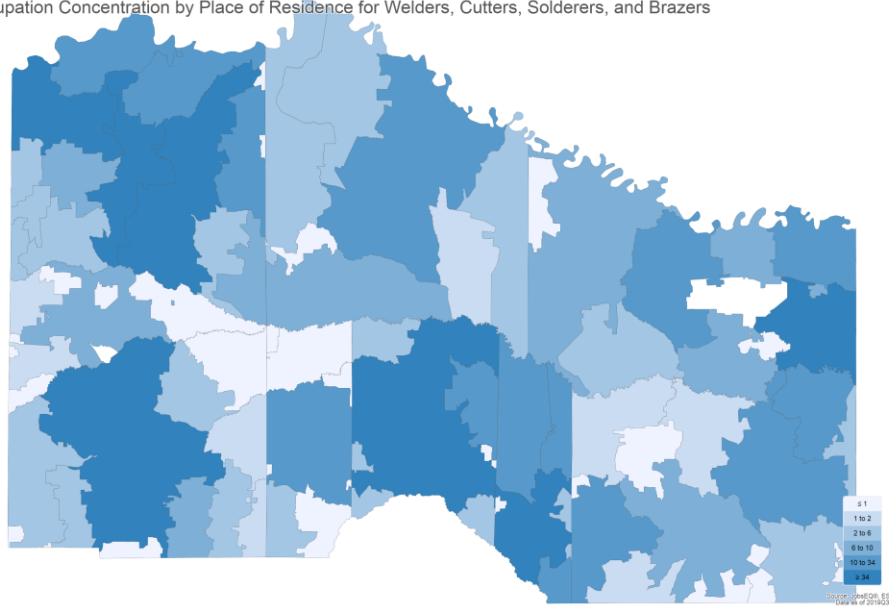 upation Concentration by Place of Residence for Welders, Cutters, Solderers, and Brazers
≤ 1
1 to 2
2 to 6
6 to 10
10 to 34
≥ 34
Source: JobsEQ®, ES
Data as of 2019Q3